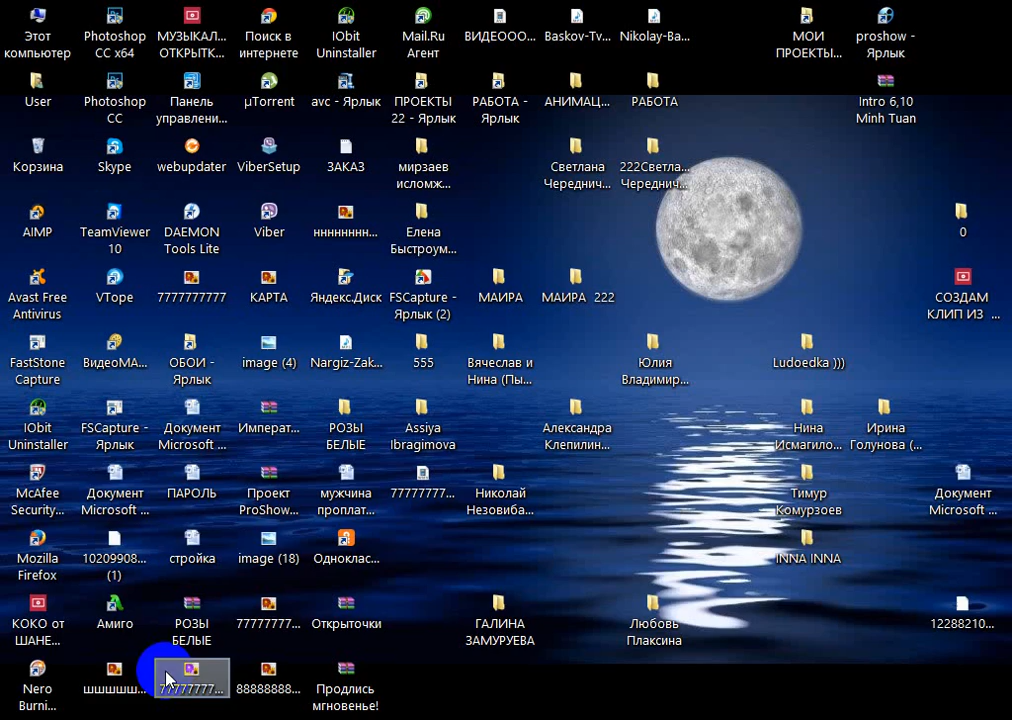 Этот
компьютер
Photoshop
CC x64
МУЗЫКАЛ...
ОТКРЫТК...
Поиск в
интернете
IObit
Uninstaller
Mail.Ru
Агент
ВИДЕООО...
Baskov-Tv...
Nikolay-Ba...
МОИ
ПРОЕКТЫ...
proshow -
Ярлык
User
Photoshop
CC
Панель
управлени...
µTorrent
avc - Ярлык
ПРОЕКТЫ
22 - Ярлык
РАБОТА -
Ярлык
АНИМАЦ...
РАБОТА
Intro 6,10
Minh Tuan
Корзина
Skype
webupdater
ViberSetup
ЗАКАЗ
мирзаев
исломж...
Светлана
Череднич...
222Светла...
Череднич...
AIMP
TeamViewer
10
DAEMON
Tools Lite
Viber
ннннннннн...
Елена
Быстроум...
0
Avast Free
Antivirus
VTope
7777777777
КАРТА
Яндекс.Диск
FSCapture -
Ярлык (2)
МАИРА
МАИРА 222
СОЗДАМ
КЛИП ИЗ ...
FastStone
Capture
ВидеоМА...
ОБОИ -
Ярлык
image (4)
Nargiz-Zak...
555
Вячеслав и
Нина (Пы...
Юлия
Владимир...
Ludoedka )))
IObit
Uninstaller
FSCapture -
Ярлык
Документ
Microsoft ...
Императ...
РОЗЫ
БЕЛЫЕ
Assiya
Ibragimova
Александра
Клепилин...
Нина
Исмагило...
Ирина
Голунова (...
McAfee
Security...
Документ
Microsoft ...
ПАРОЛЬ
Проект
ProShow...
мужчина
проплат...
77777777...
Николай
Незовиба...
Тимур
Комурзоев
Документ
Microsoft ...
Mozilla
Firefox
10209908...
(1)
стройка
image (18)
Одноклас...
INNA INNA
КОКО от
ШАНЕ...
Амиго
РОЗЫ
БЕЛЫЕ
77777777...
Открыточки
ГАЛИНА
ЗАМУРУЕВА
Любовь
Плаксина
12288210...
Nero
Burni...
шшшшш...
77777777...
88888888...
Продлись
мгновенье!